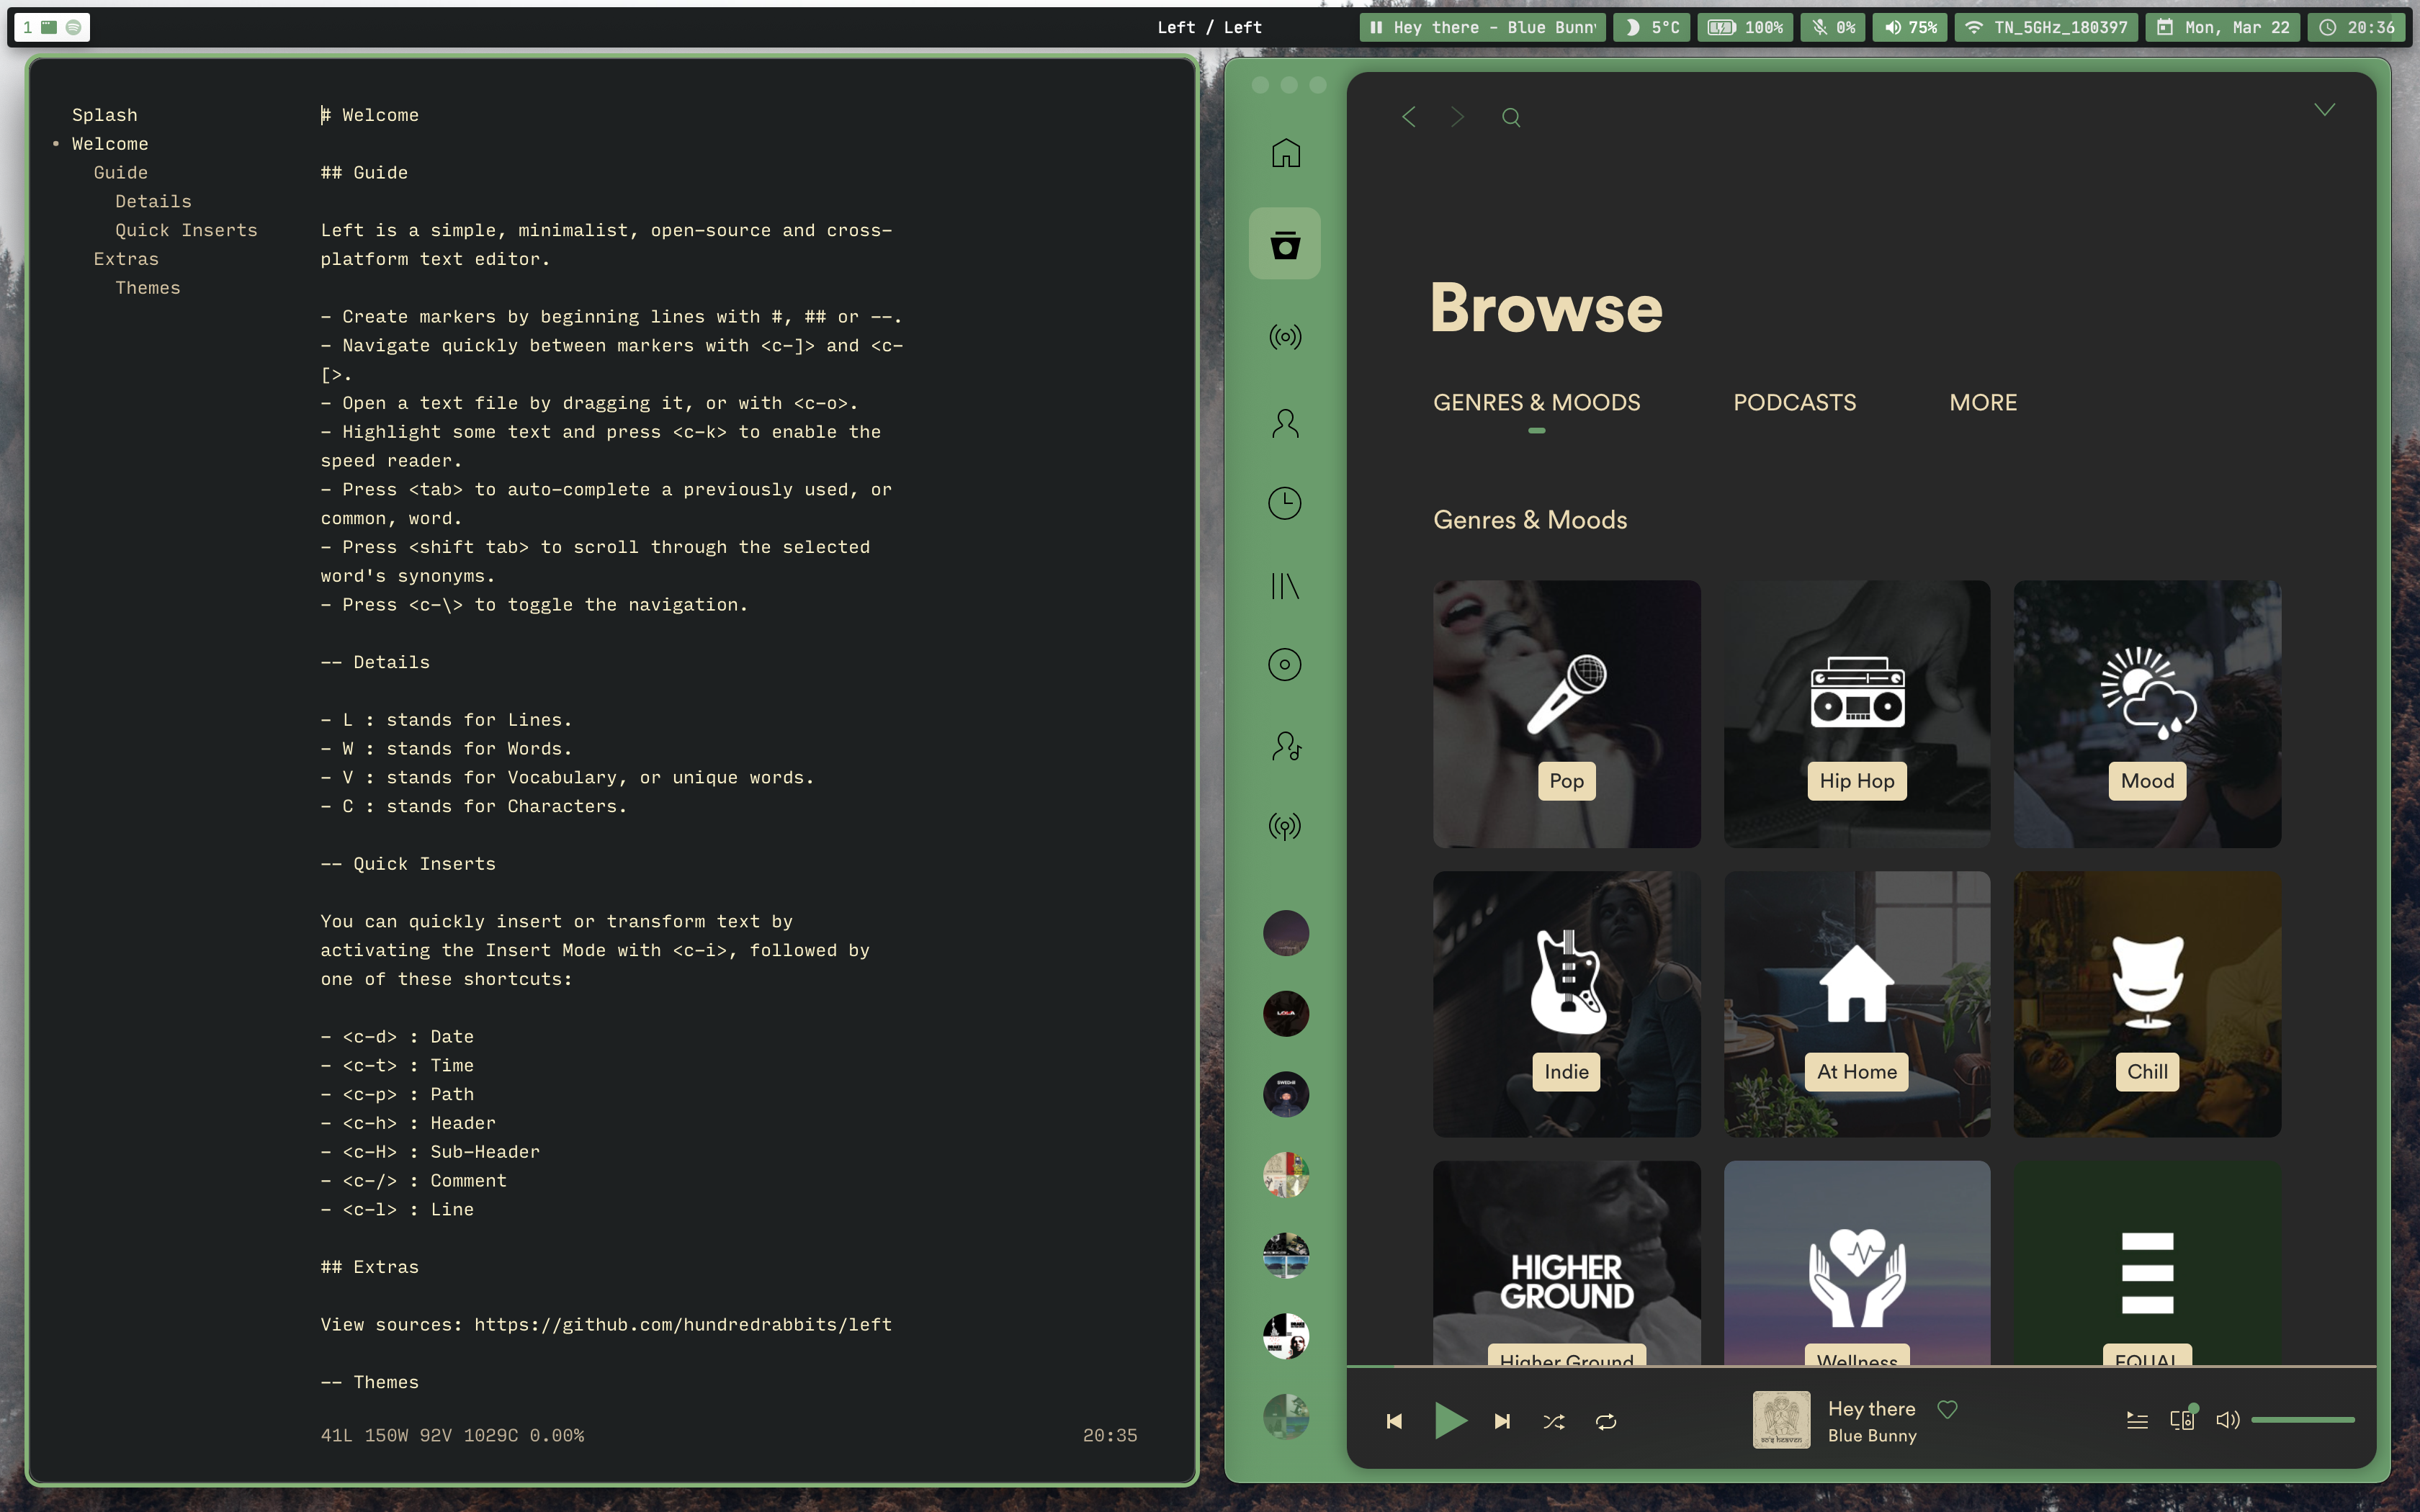 1
Left / Left
Hey there - Blue Bunn
5°C
100%
0%
75%
TN_5GHz_180397
Mon, Mar 22
20:36
Splash
• Welcome
Guide
Details
Quick Inserts
Extras
Themes
# Welcome
## Guide
Left is a simple, minimalist, open-source and cross-
platform text editor.
- Create markers by beginning lines with #, ## or --.
- Navigate quickly between markers with <c-]> and <c-
[>.
- Open a text file by dragging it, or with <c-o>.
- Highlight some text and press <c-k> to enable the
speed reader.
- Press <tab> to auto-complete a previously used, or
common, word.
- Press <shift tab> to scroll through the selected
word's synonyms.
- Press <c-\> to toggle the navigation.
-- Details
- L : stands for Lines.
- W : stands for Words.
- V : stands for Vocabulary, or unique words.
- C : stands for Characters.
-- Quick Inserts
You can quickly insert or transform text by
activating the Insert Mode with <c-i>, followed by
one of these shortcuts:
- <c-d> : Date
- <c-t> : Time
- <c-p> : Path
- <c-h> : Header
- <c-H> : Sub-Header
- <c-/> : Comment
- <c-l> : Line
## Extras
View sources: https://github.com/hundredrabbits/left
-- Themes
41L 150W 92V 1029C 0.00%
20:35
Browse
GENRES & MOODS
PODCASTS
MORE
Genres & Moods
Pop
Hip Hop
Mood
Indie
At Home
Chill
HIGHER
GROUND
Higher Ground
Wellness
EQUAL
Hey there
Blue Bunny